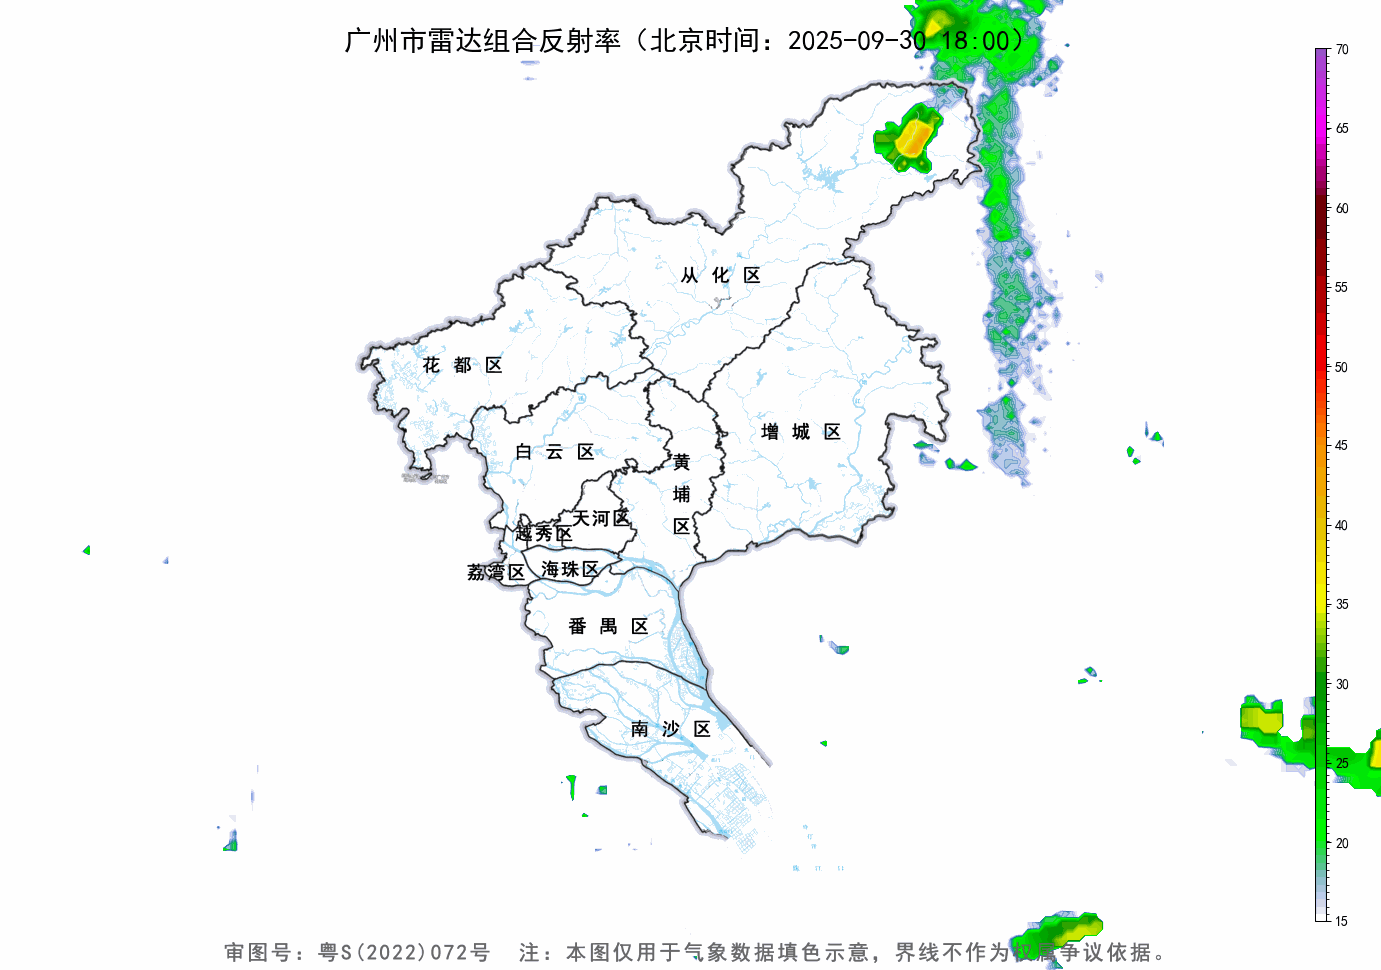 广州市雷达组合反射率（北京时间：2025-09-30 18:00）
70
65
60
55
50
45
40
35
30
25
20
15
从化区
花都区
增城区
白云区
黄埔区
天河区
越秀区
荔湾区
海珠区
番禺区
南沙区
审图号：粤S(2022)072号 注：本图仅用于气象数据填色示意，界线不作为权属争议依据。